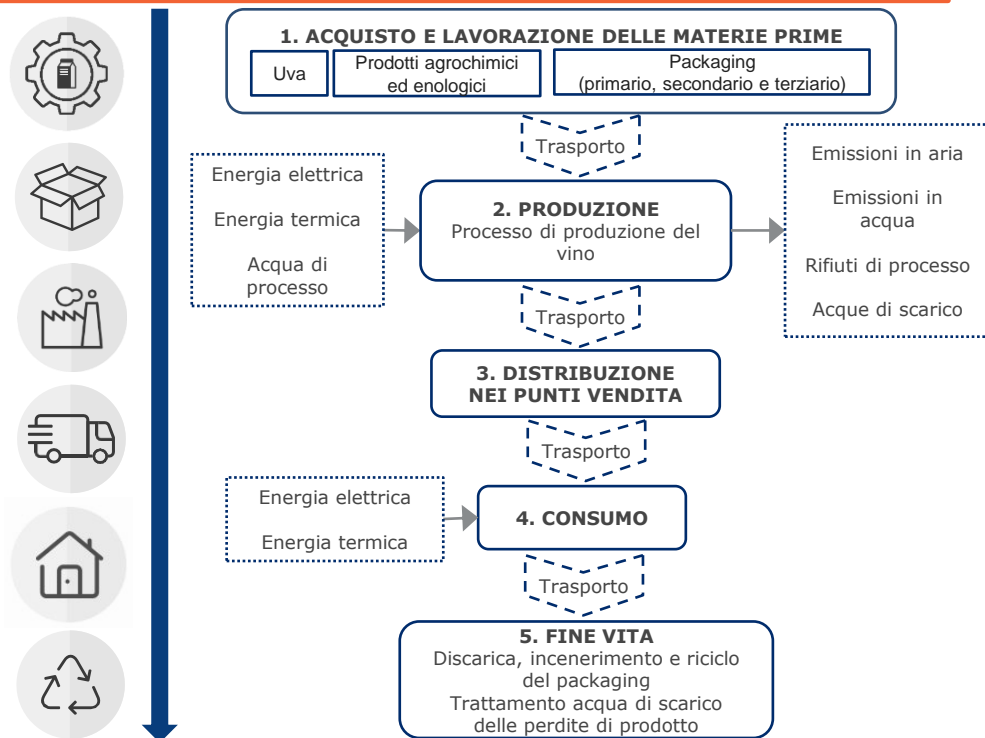 1. ACQUISTO E LAVORAZIONE DELLE MATERIE PRIME
Uva
Prodotti agrochimici
ed enologici
Packaging
(primario, secondario e terziario)
Trasporto
Energia elettrica
Energia termica
Acqua di
processo
2. PRODUZIONE
Processo di produzione del
vino
Emissioni in aria
Emissioni in
acqua
Rifiuti di processo
Acque di scarico
Trasporto
3. DISTRIBUZIONE
NEI PUNTI VENDITA
Trasporto
Energia elettrica
Energia termica
4. CONSUMO
Trasporto
5. FINE VITA
Discarica, incenerimento e riciclo
del packaging
Trattamento acqua di scarico
delle perdite di prodotto